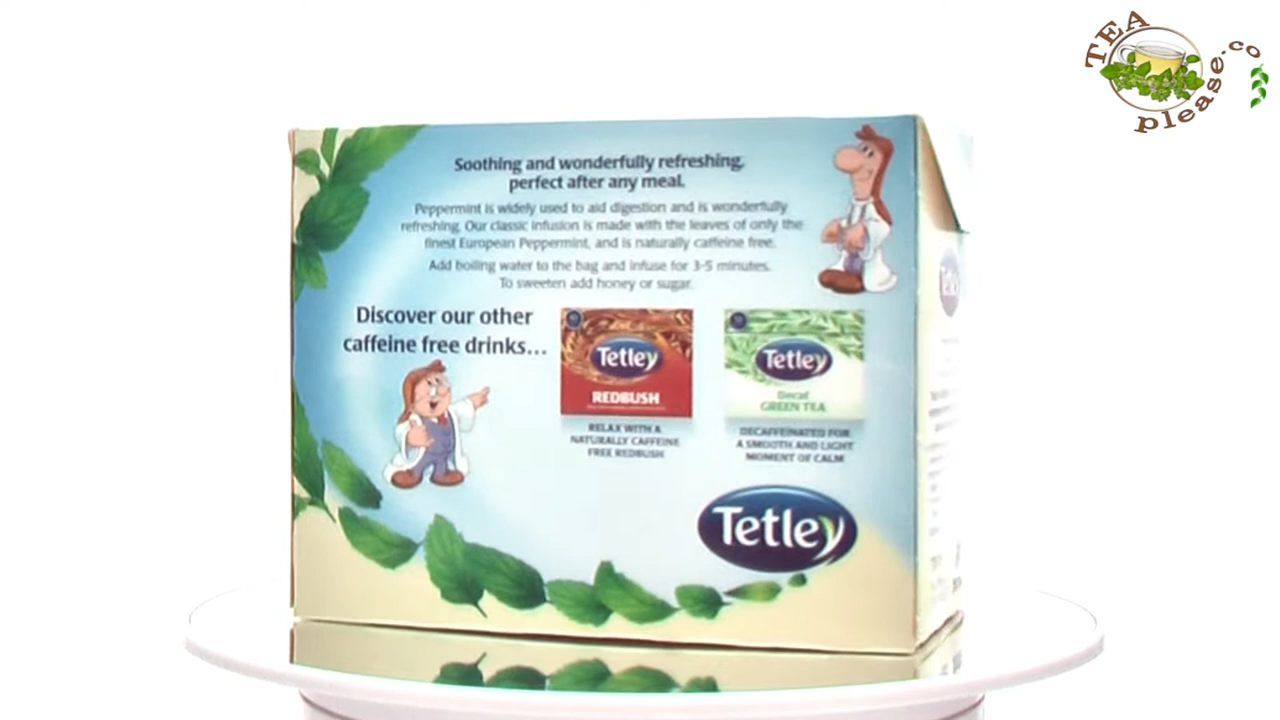 TEA
please.co
Soothing and wonderfully refreshing,
perfect after any meal.
Peppermint is widely used to aid digestion and is wonderfully
refreshing. Our classic infusion is made with the leaves of only the
finest European Peppermint, and is naturally caffeine free.
Add boiling water to the bag and infuse for 3-5 minutes.
To sweeten add honey or sugar.
Discover our other
caffeine free drinks...
Tetley
REDBUSH
RELAX WITH A
NATURALLY CAFFEINE
FREE REDBUSH
Tetley
Decaf
GREEN TEA
DECAFFEINATED FOR
A SMOOTH AND LIGHT
MOMENT OF CALM
Tetley